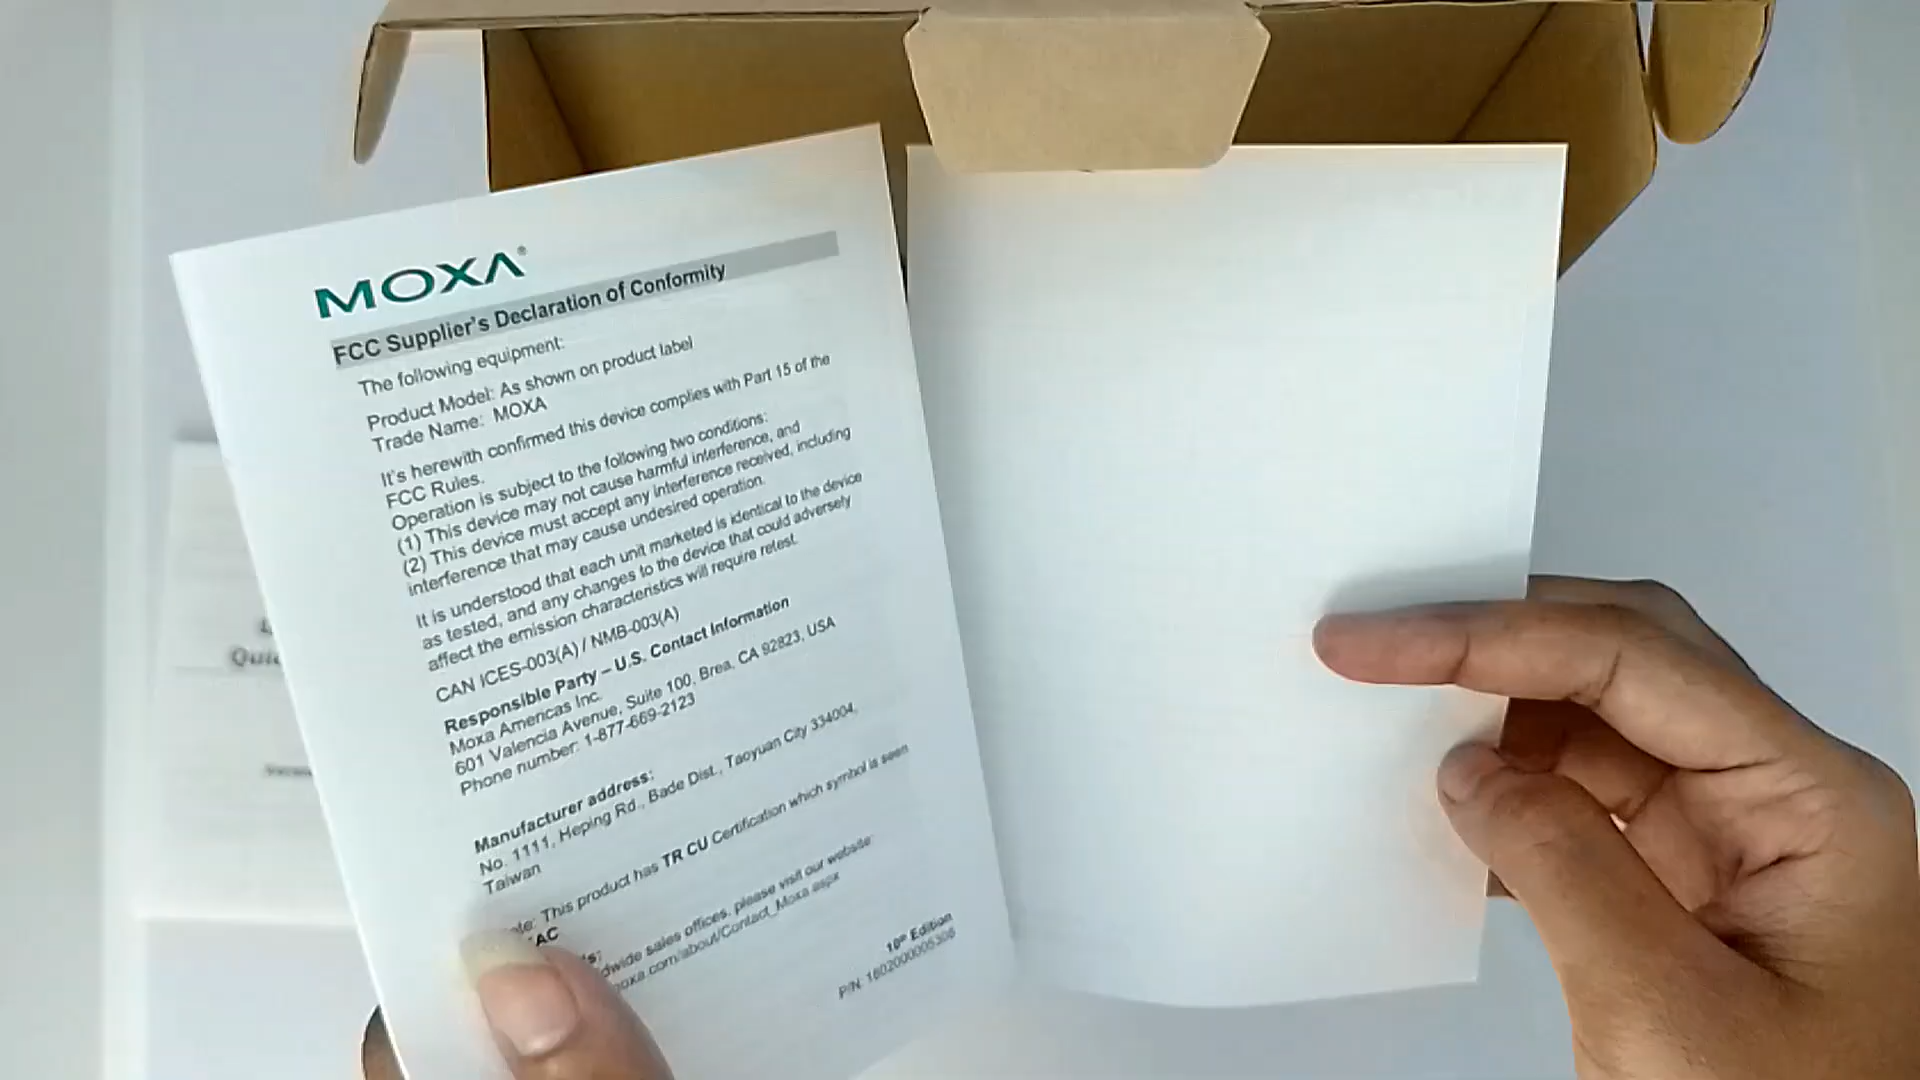 MOXA®
FCC Supplier's Declaration of Conformity
The following equipment:
Product Model: As shown on product label
Trade Name: MOXA
It's herewith confirmed this device complies with Part 15 of the
FCC Rules.
Operation is subject to the following two conditions:
(1) This device may not cause harmful interference, and
(2) This device must accept any interference received, including
interference that may cause undesired operation.
It is understood that each unit marketed is identical to the device
as tested, and any changes to the device that could adversely
affect the emission characteristics will require retest.
CAN ICES-003(A) / NMB-003(A)
Responsible Party – U.S. Contact Information
Moxa Americas Inc.
601 Valencia Avenue, Suite 100, Brea, CA 92823, USA
Phone number: 1-877-669-2123
Manufacturer address:
No. 1111, Heping Rd., Bade Dist., Taoyuan City 334004,
Taiwan
This product has TR CU Certification which symbol is seen
sales offices, please visit our website:
10th Edition
P/N: 1602000005306